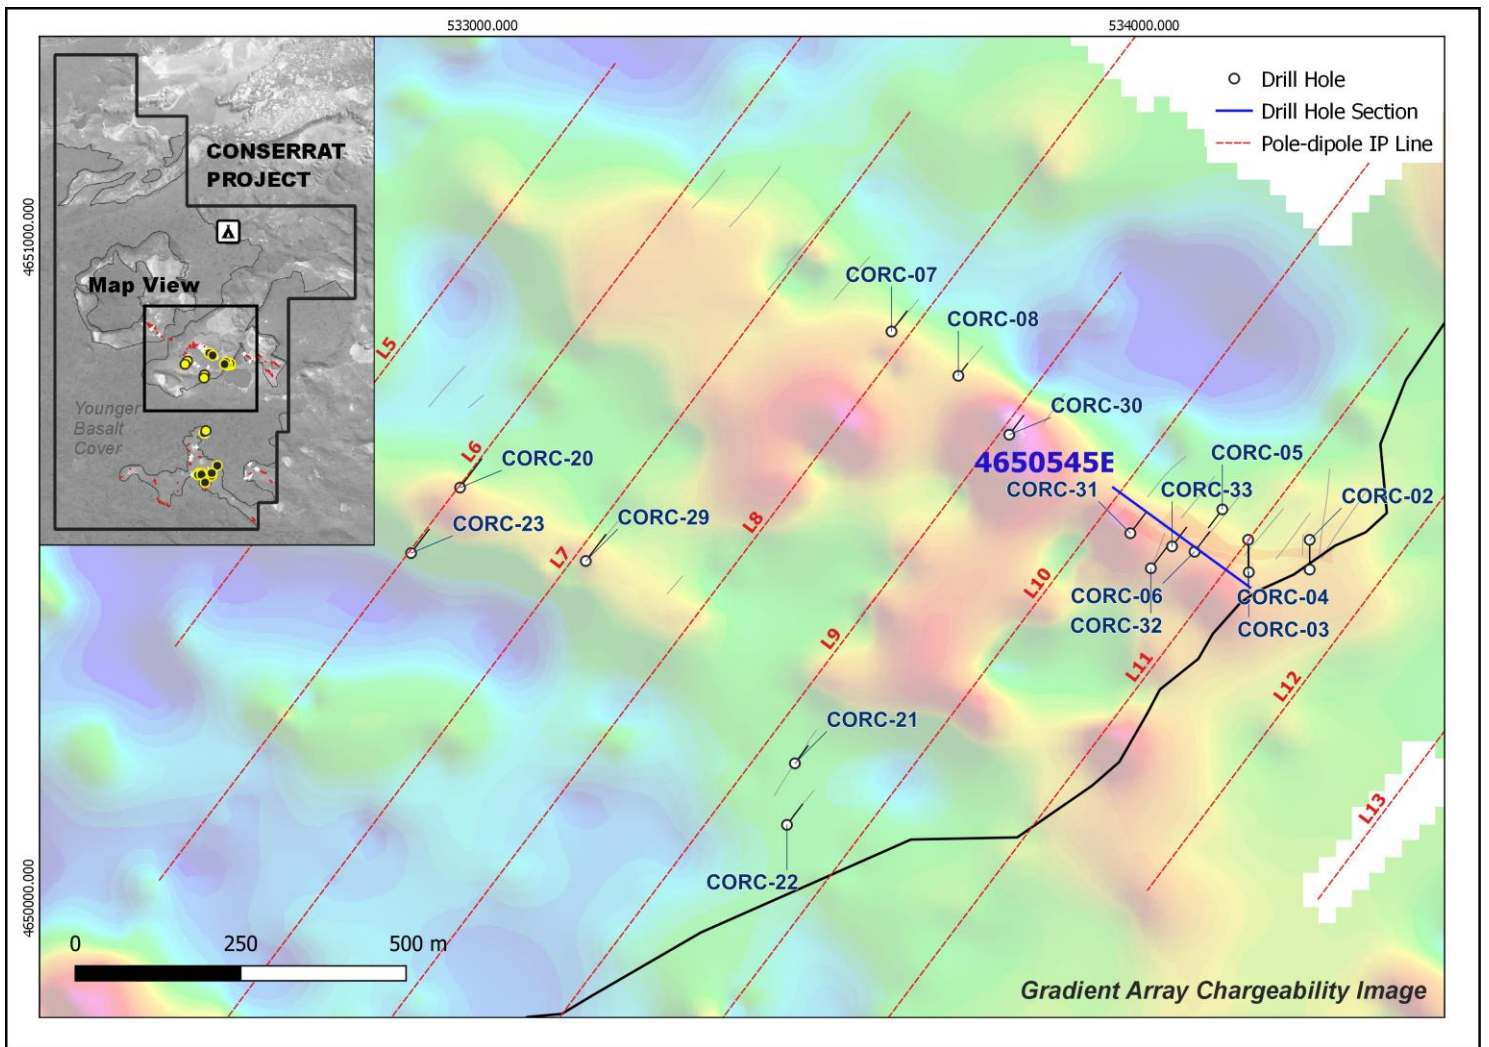 533000.000
534000.000
4651000.000
4650000.000
CONSERRAT
PROJECT
Map View
Younger
Basalt
Cover
Drill Hole
Drill Hole Section
Pole-dipole IP Line
CORC-07
CORC-08
CORC-30
4650545E
CORC-31
CORC-33
CORC-05
CORC-02
CORC-20
CORC-23
CORC-29
CORC-06
CORC-32
CORC-04
CORC-03
CORC-21
CORC-22
L5
L6
L7
L8
L9
L10
L11
L12
L13
0 250 500 m
Gradient Array Chargeability Image